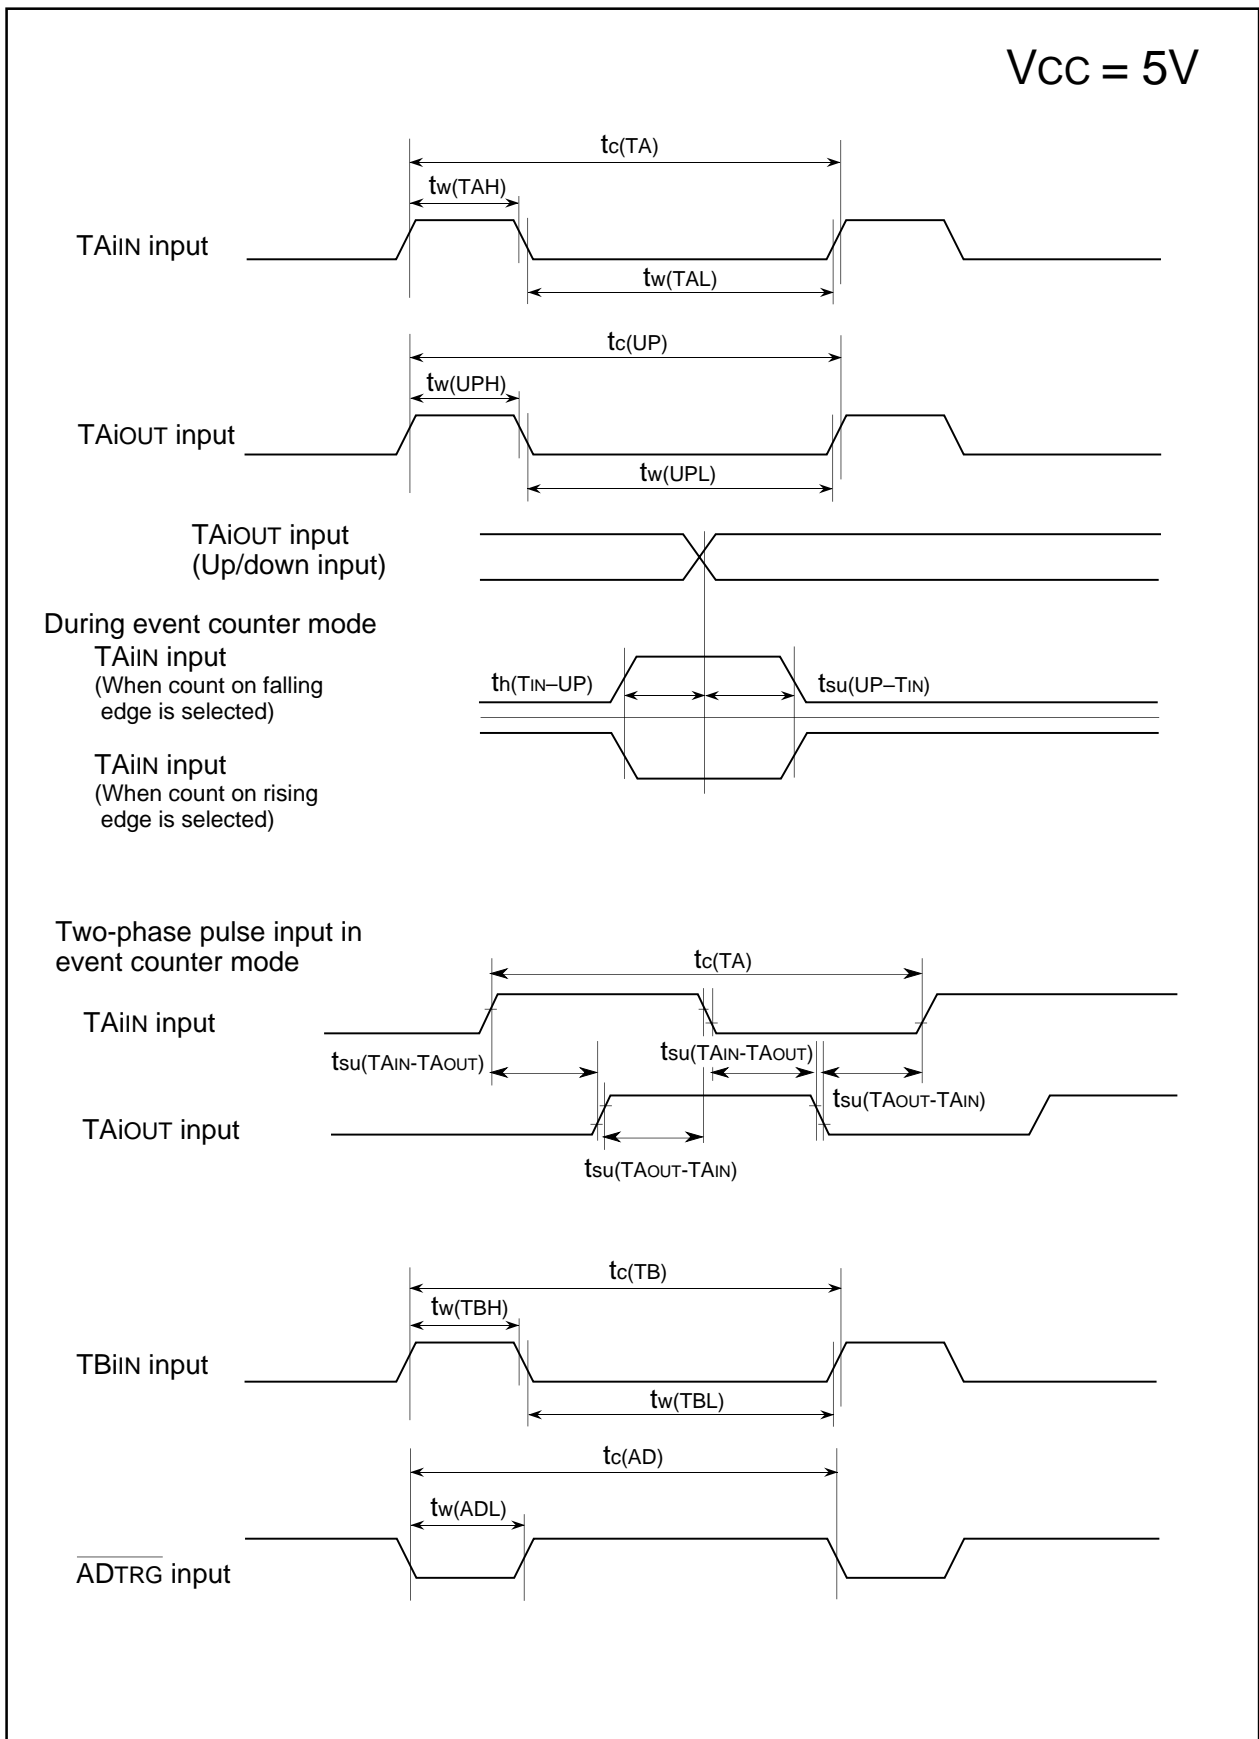 VCC = 5V
tc(TA)
tw(TAH)
TAiIN input
tw(TAL)
tc(UP)
tw(UPH)
TAiOUT input
tw(UPL)
TAiOUT input
(Up/down input)
During event counter mode
TAiIN input
(When count on falling
edge is selected)
th(TIN–UP)
tsu(UP–TIN)
TAiIN input
(When count on rising
edge is selected)
Two-phase pulse input in
event counter mode
tc(TA)
TAiIN input
tsu(TAIN-TAOUT)
tsu(TAIN-TAOUT)
tsu(TAOUT-TAIN)
TAiOUT input
tsu(TAOUT-TAIN)
tc(TB)
tw(TBH)
TBiIN input
tw(TBL)
tc(AD)
tw(ADL)
ADTRG input